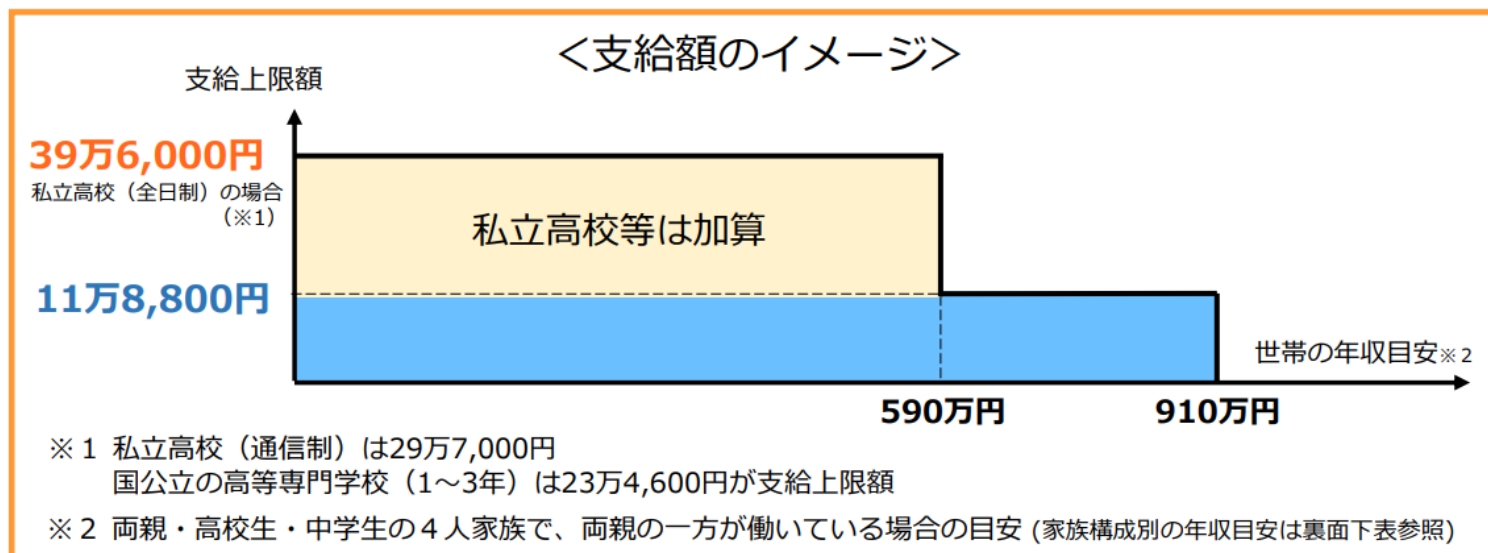 ＜支給額のイメージ＞
支給上限額
39万6,000円
私立高校（全日制）の場合
（※1）
私立高校等は加算
11万8,800円
世帯の年収目安※2
590万円
910万円
※１ 私立高校（通信制）は29万7,000円
国公立の高等専門学校（1～3年）は23万4,600円が支給上限額
※２ 両親・高校生・中学生の４人家族で、両親の一方が働いている場合の目安 (家族構成別の年収目安は裏面下表参照)